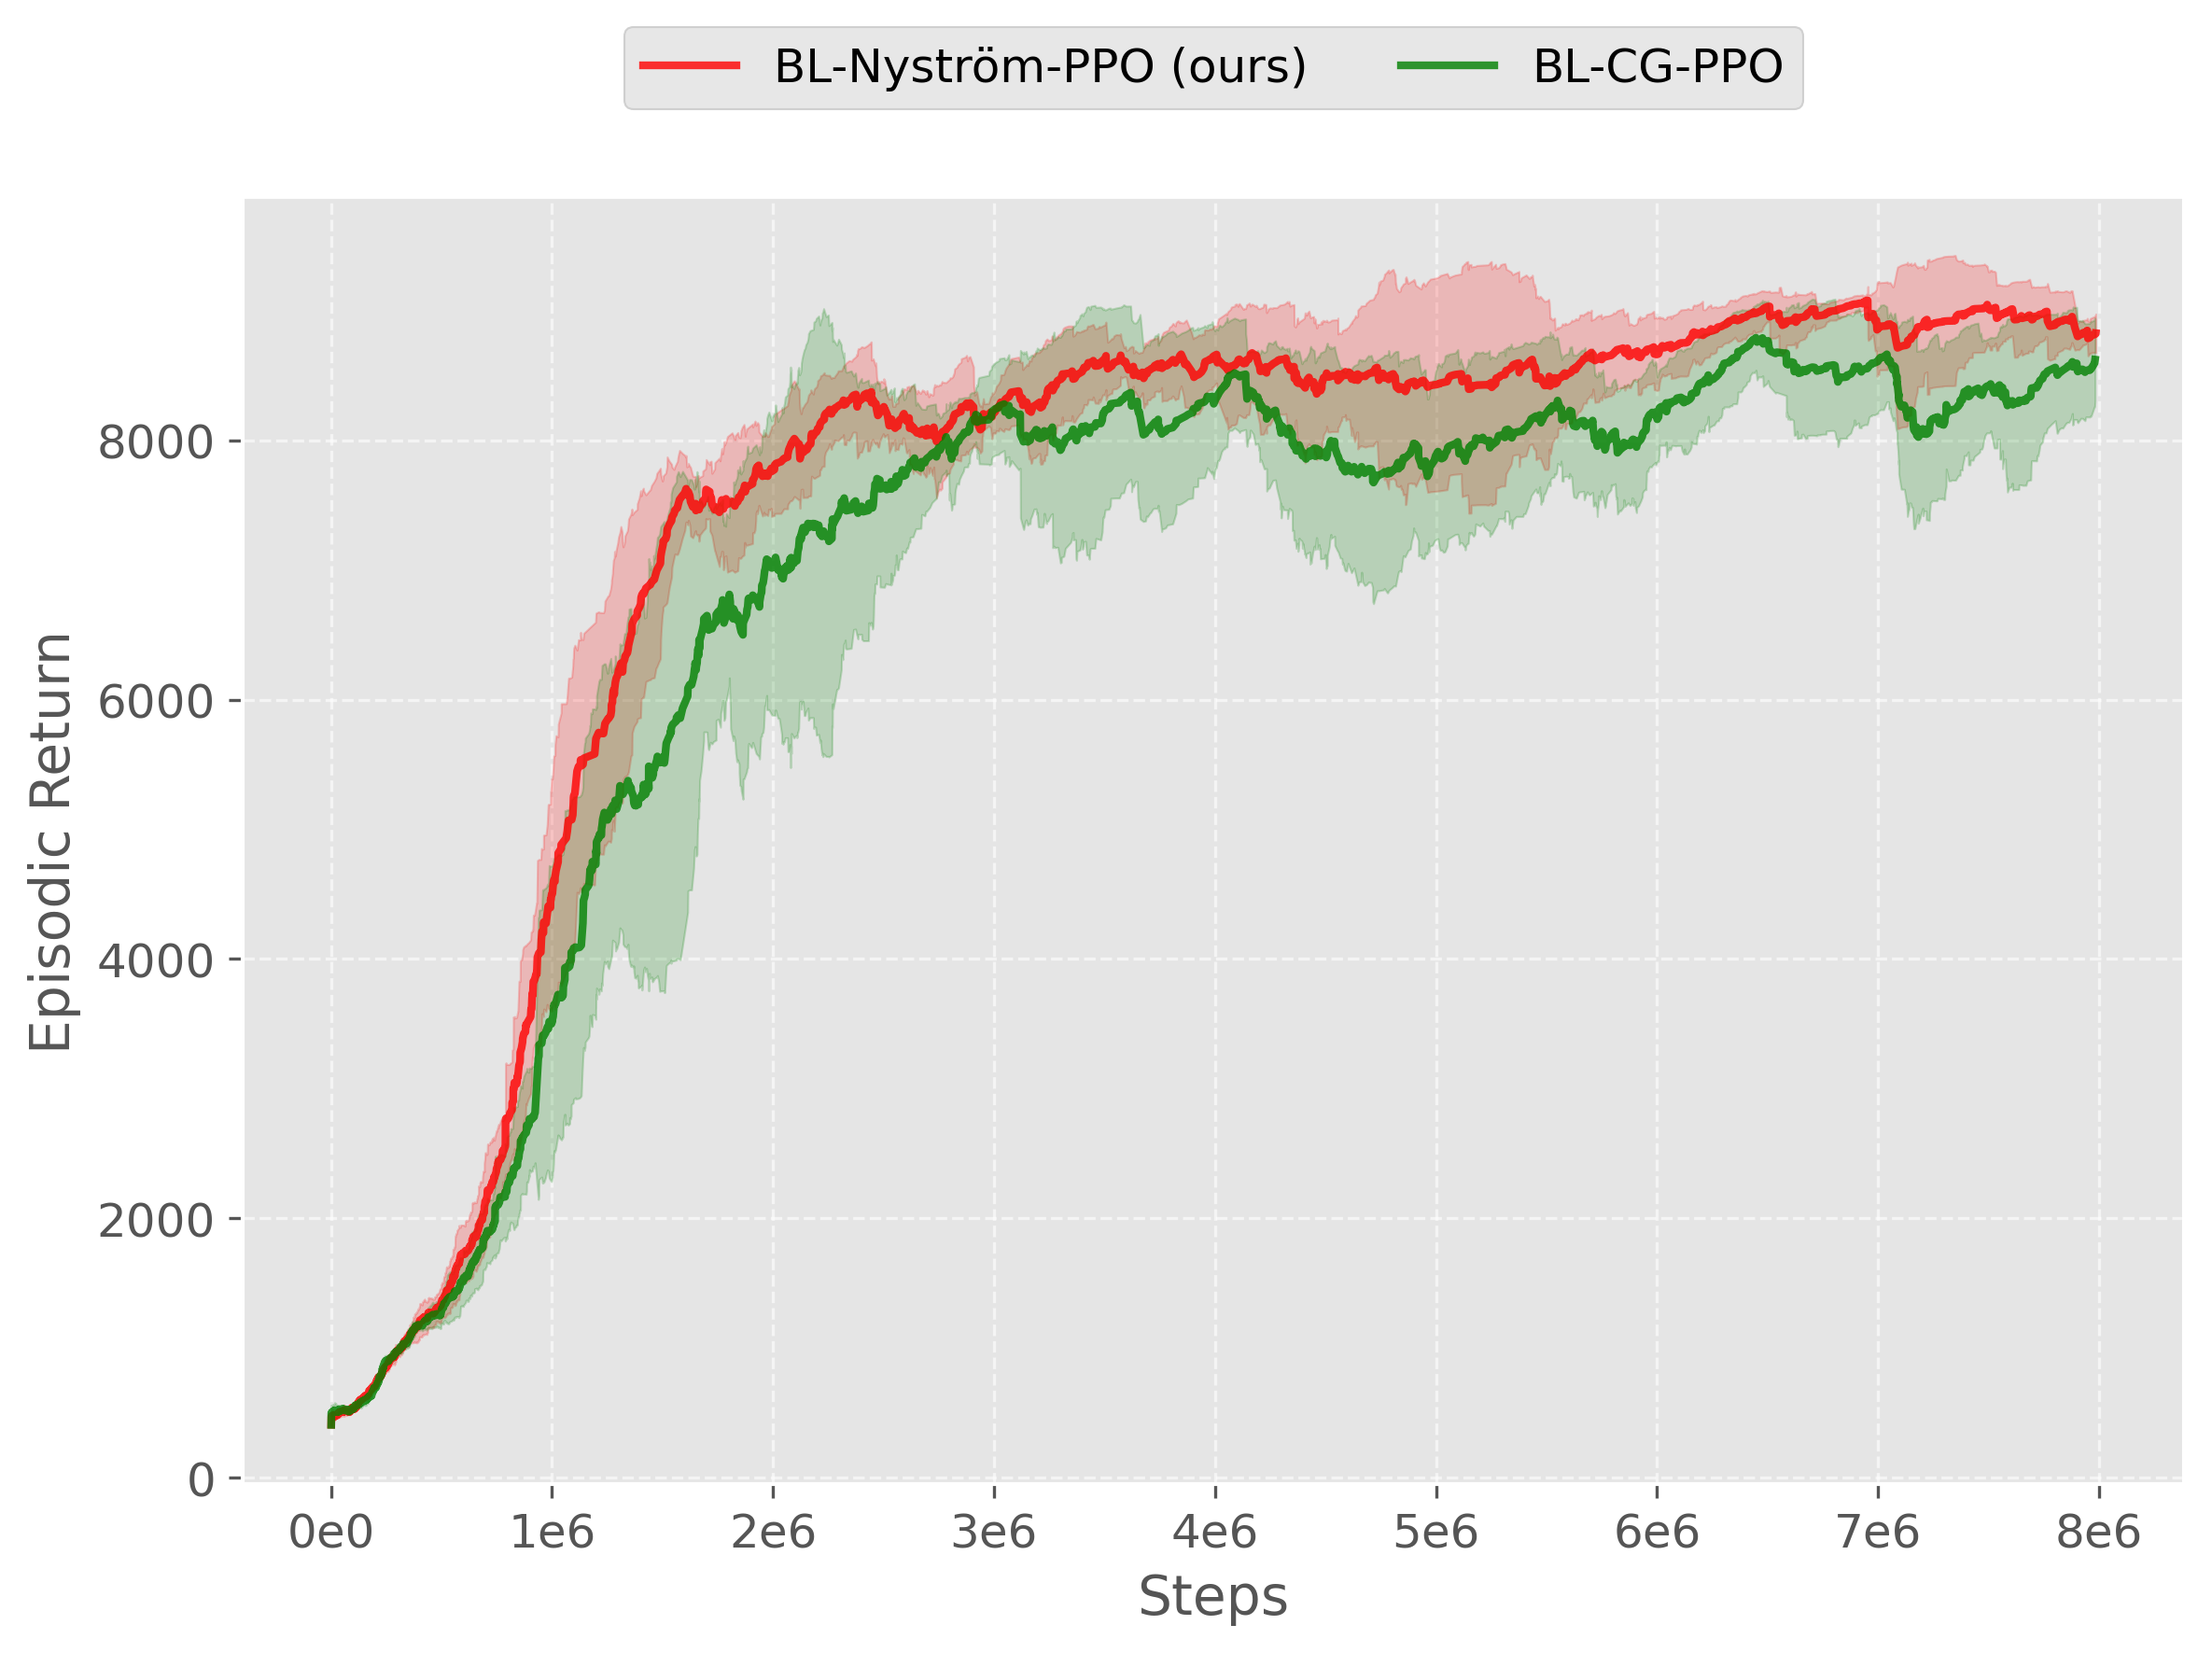 BL-Nyström-PPO (ours) BL-CG-PPO
Episodic Return
8000
6000
4000
2000
0
0e0 1e6 2e6 3e6 4e6 5e6 6e6 7e6 8e6
Steps